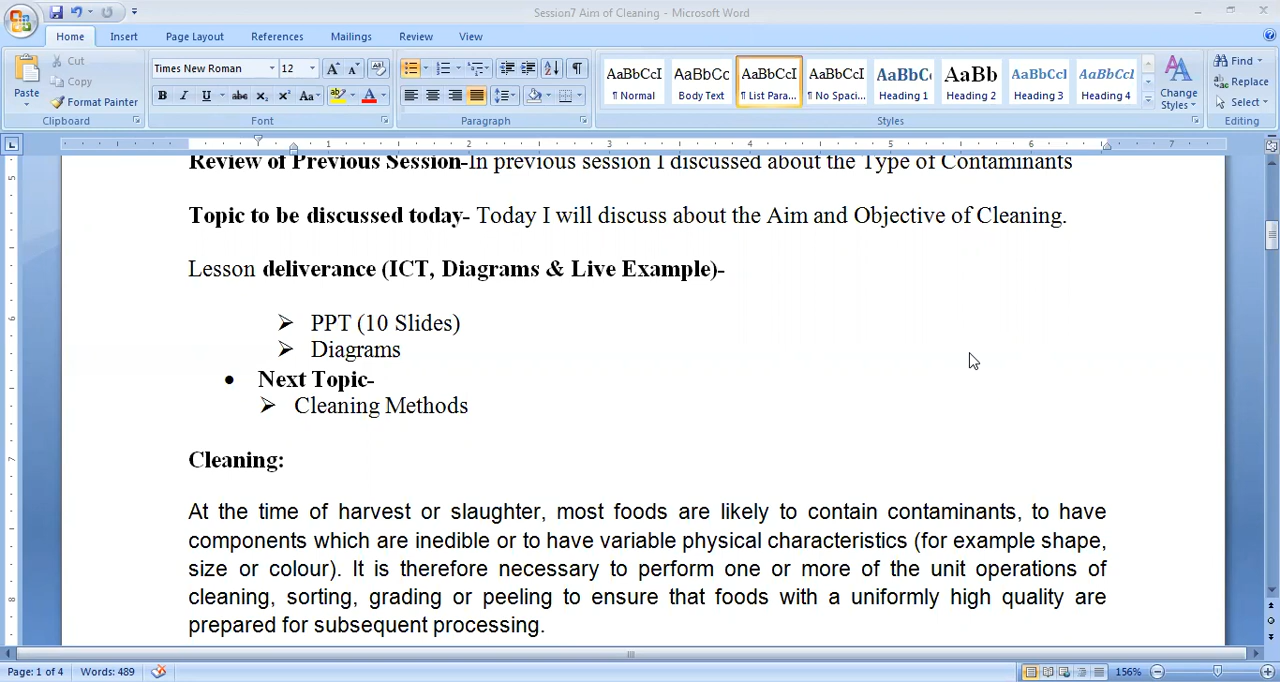 Session7 Aim of Cleaning - Microsoft Word
Home Insert Page Layout References Mailings Review View
Paste
Cut
Copy
Format Painter
Clipboard
Times New Roman 12
Font
Paragraph
AaBbCcI AaBbCc AaBbCcI AaBbCcI AaBbC AaBb AaBbCcI AaBbCcI
¶ Normal Body Text ¶ List Para... ¶ No Spaci... Heading 1 Heading 2 Heading 3 Heading 4
Styles
Change Styles
Find
Replace
Select
Editing
1 2 3 4 5 6 7
Review of Previous Session-In previous session I discussed about the Type of Contaminants
Topic to be discussed today- Today I will discuss about the Aim and Objective of Cleaning.
Lesson deliverance (ICT, Diagrams & Live Example)-
➢ PPT (10 Slides)
➢ Diagrams
• Next Topic-
➢ Cleaning Methods
Cleaning:
At the time of harvest or slaughter, most foods are likely to contain contaminants, to have
components which are inedible or to have variable physical characteristics (for example shape,
size or colour). It is therefore necessary to perform one or more of the unit operations of
cleaning, sorting, grading or peeling to ensure that foods with a uniformly high quality are
prepared for subsequent processing.
Page: 1 of 4 Words: 489 156%